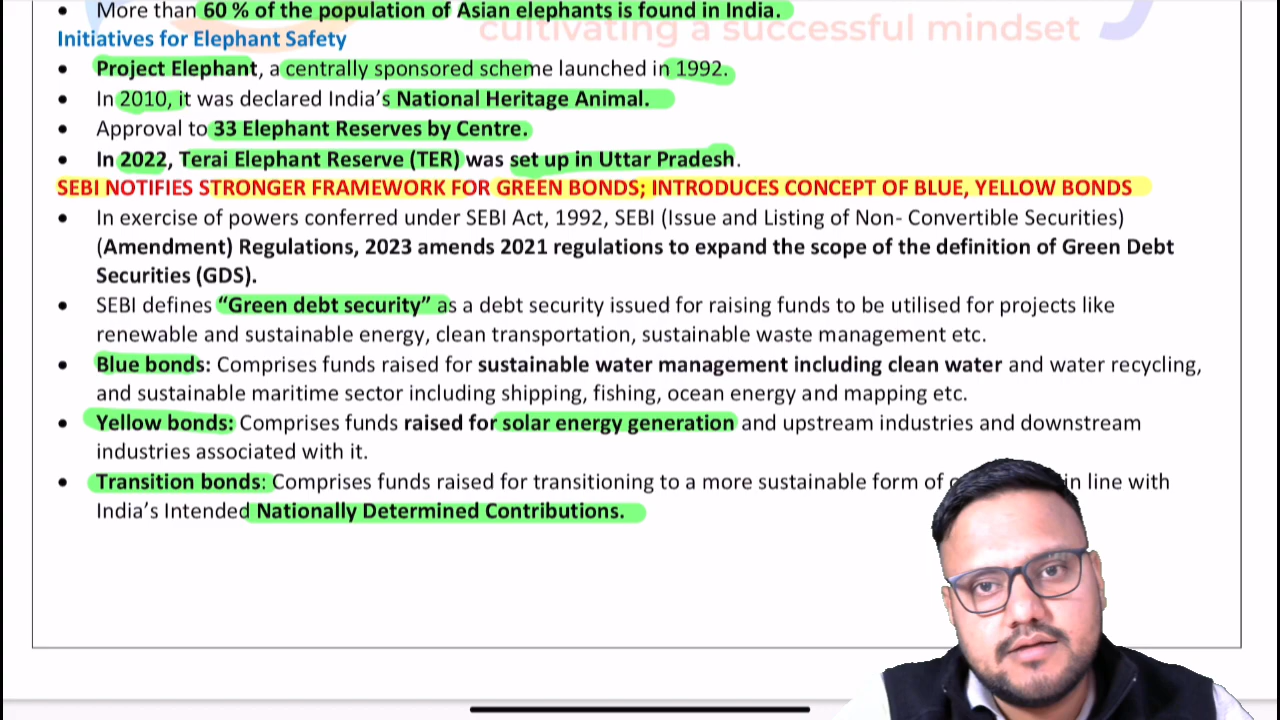 • More than 60 % of the population of Asian elephants is found in India.
cultivating a successful mindset
Initiatives for Elephant Safety
• Project Elephant, a centrally sponsored scheme launched in 1992.
• In 2010, it was declared India’s National Heritage Animal.
• Approval to 33 Elephant Reserves by Centre.
• In 2022, Terai Elephant Reserve (TER) was set up in Uttar Pradesh.
SEBI NOTIFIES STRONGER FRAMEWORK FOR GREEN BONDS; INTRODUCES CONCEPT OF BLUE, YELLOW BONDS
• In exercise of powers conferred under SEBI Act, 1992, SEBI (Issue and Listing of Non- Convertible Securities)
(Amendment) Regulations, 2023 amends 2021 regulations to expand the scope of the definition of Green Debt
Securities (GDS).
• SEBI defines “Green debt security” as a debt security issued for raising funds to be utilised for projects like
renewable and sustainable energy, clean transportation, sustainable waste management etc.
• Blue bonds: Comprises funds raised for sustainable water management including clean water and water recycling,
and sustainable maritime sector including shipping, fishing, ocean energy and mapping etc.
• Yellow bonds: Comprises funds raised for solar energy generation and upstream industries and downstream
industries associated with it.
• Transition bonds: Comprises funds raised for transitioning to a more sustainable form of in line with
India’s Intended Nationally Determined Contributions.